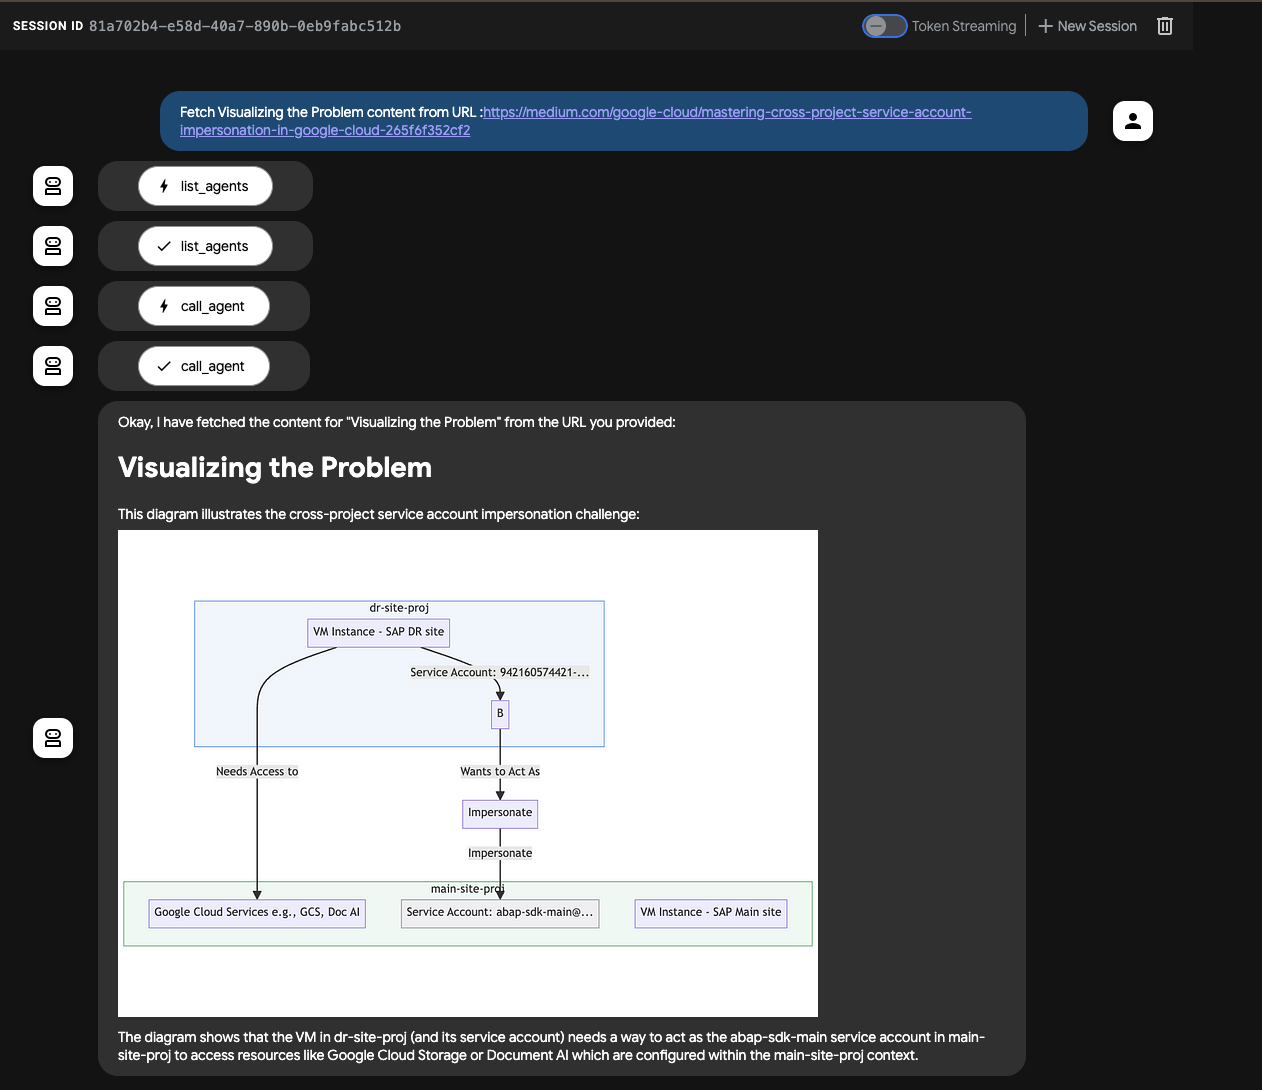 SESSION ID 81a702b4-e58d-40a7-890b-0eb9fabc512b
Token Streaming
New Session
Fetch Visualizing the Problem content from URL :https://medium.com/google-cloud/mastering-cross-project-service-account-
impersonation-in-google-cloud-265f6f352cf2
list_agents
list_agents
call_agent
call_agent
Okay, I have fetched the content for "Visualizing the Problem" from the URL you provided:
Visualizing the Problem
This diagram illustrates the cross-project service account impersonation challenge:
dr-site-proj
VM Instance - SAP DR site
Service Account: 942160574421-...
B
Needs Access to
Wants to Act As
Impersonate
Impersonate
main-site-proj
Google Cloud Services e.g., GCS, Doc AI
Service Account: abap-sdk-main@...
VM Instance - SAP Main site
The diagram shows that the VM in dr-site-proj (and its service account) needs a way to act as the abap-sdk-main service account in main-
site-proj to access resources like Google Cloud Storage or Document AI which are configured within the main-site-proj context.